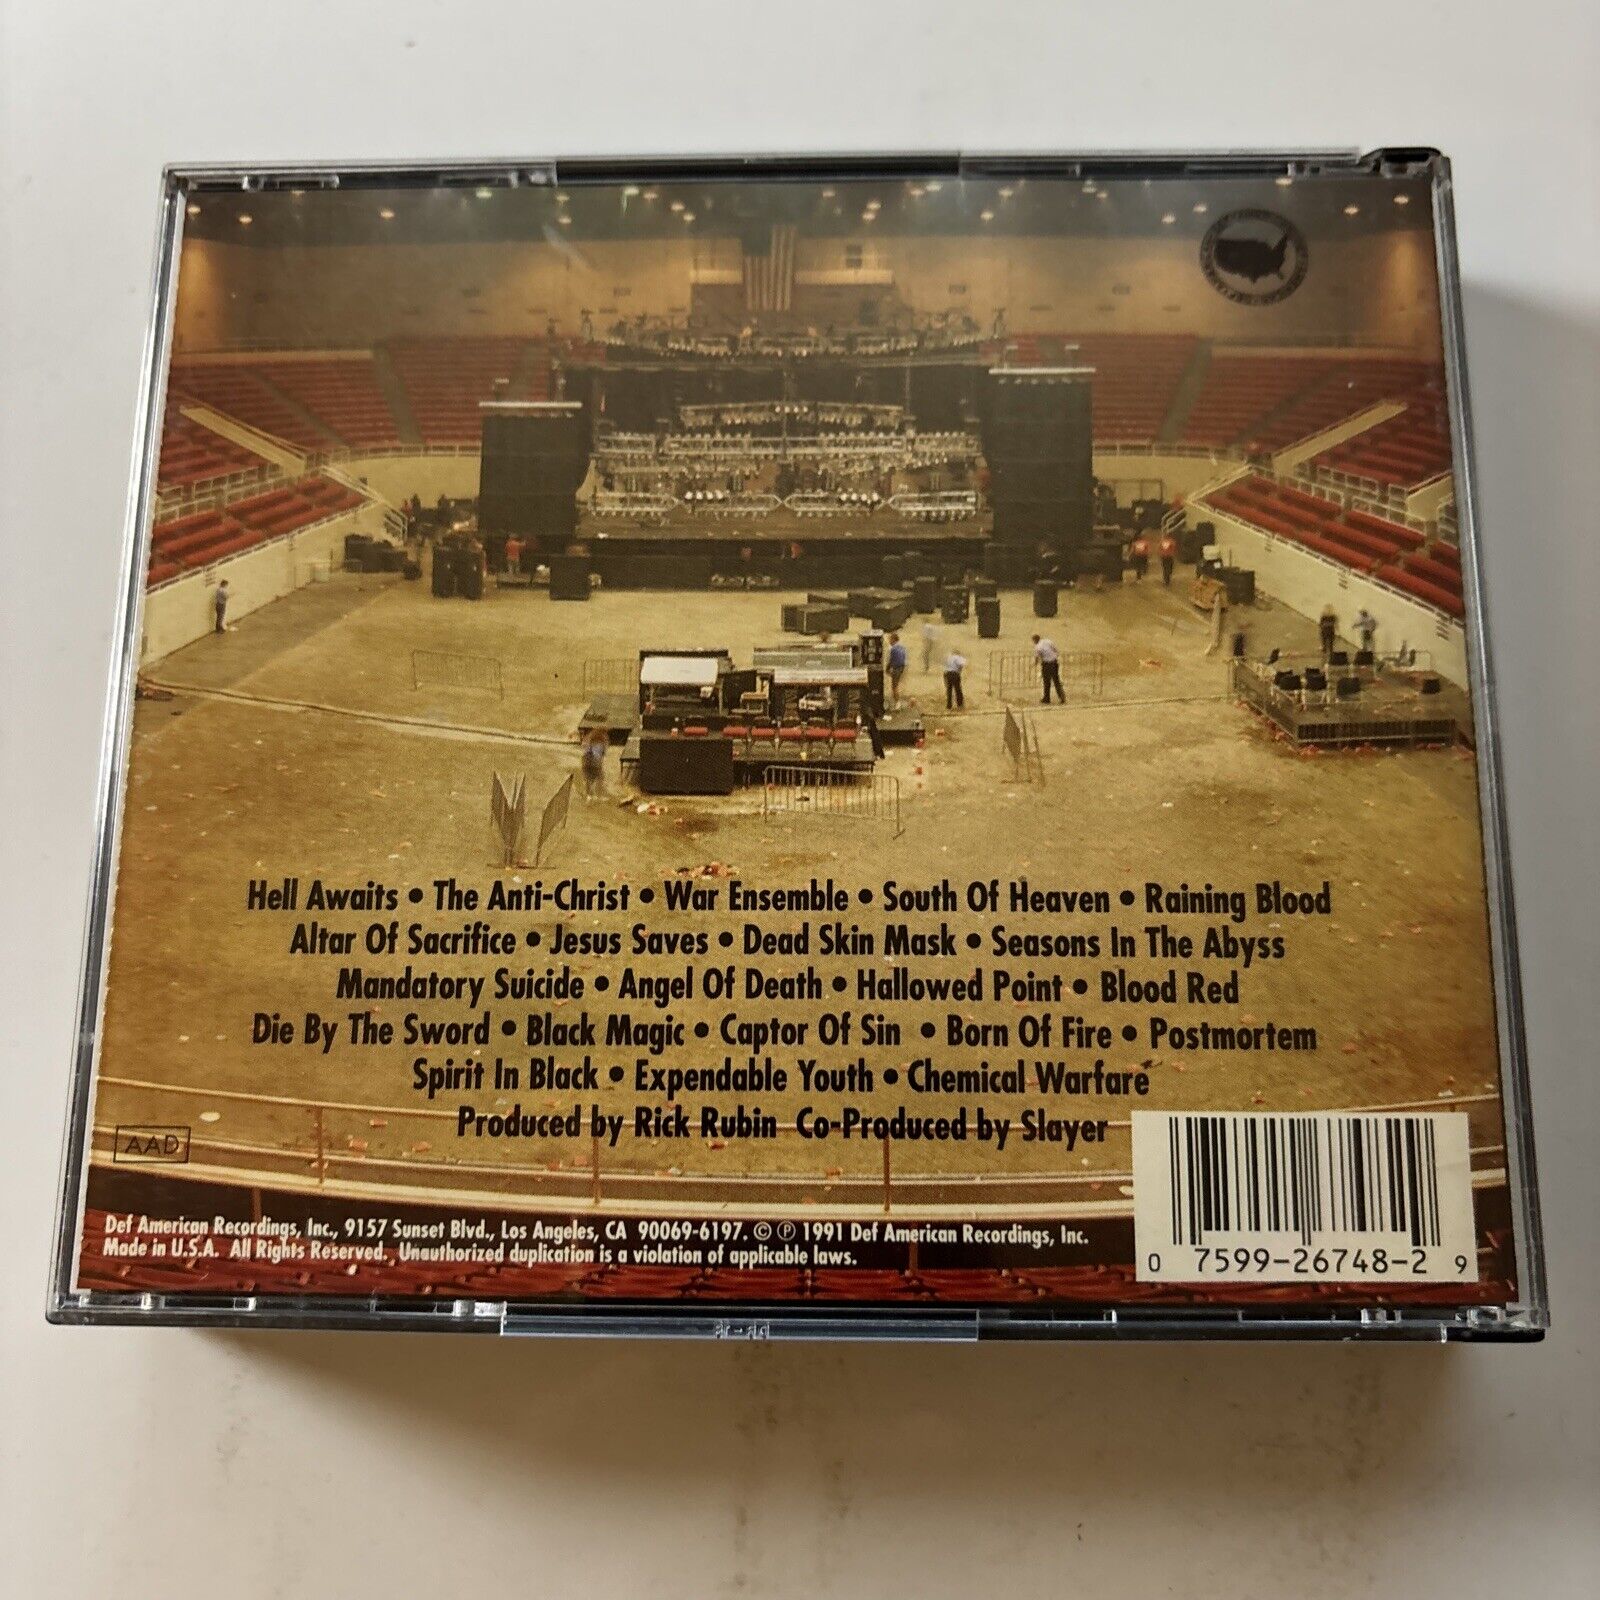 Hell Awaits • The Anti-Christ • War Ensemble • South Of Heaven • Raining Blood
Altar Of Sacrifice • Jesus Saves • Dead Skin Mask • Seasons In The Abyss
Mandatory Suicide • Angel Of Death • Hallowed Point • Blood Red
Die By The Sword • Black Magic • Captor Of Sin • Born Of Fire • Postmortem
Spirit In Black • Expendable Youth • Chemical Warfare
Produced by Rick Rubin Co-Produced by Slayer
AAD
Def American Recordings, Inc., 9157 Sunset Blvd., Los Angeles, CA 90069-6197. © ℗ 1991 Def American Recordings, Inc.
Made in U.S.A. All Rights Reserved. Unauthorized duplication is a violation of applicable laws.
0 7599-26748-2 9